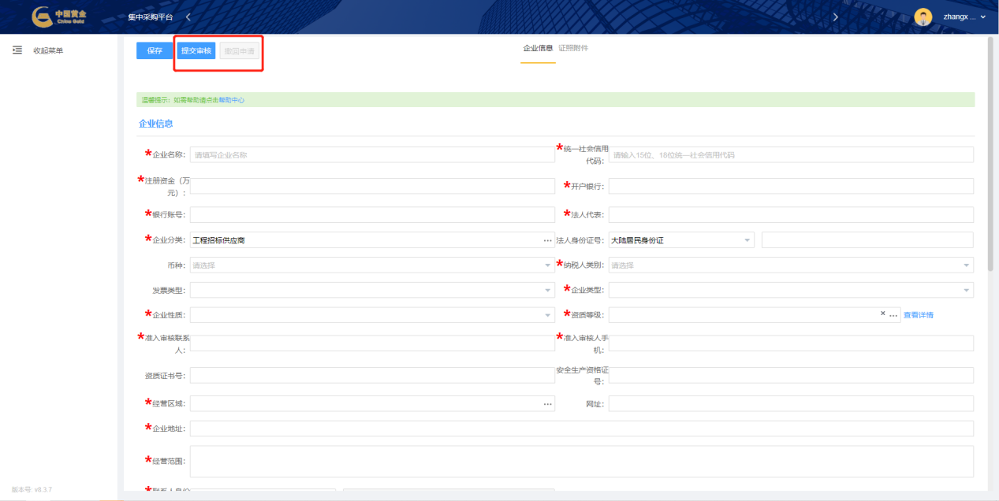 中国黄金
China Gold
集中采购平台
zhangx ...
收起菜单
保存 提交审核 撤回申请
企业信息 证照附件
温馨提示：如需帮助请点击帮助中心
企业信息
*企业名称： 请填写企业名称
*统一社会信用
代码： 请输入15位、18位统一社会信用代码
*注册资金（万
元）：
*开户银行：
*银行账号：
*法人代表：
*企业分类： 工程招标供应商 ...
法人身份证号： 大陆居民身份证
币种： 请选择
*纳税人类别： 请选择
发票类型：
*企业类型：
*企业性质：
*资质等级： × ... 查看详情
*准入审核联系
人：
*准入审核人手
机：
资质证书号：
安全生产资格证
号：
*经营区域： ...
网址：
*企业地址：
*经营范围：
版本号: v8.3.7